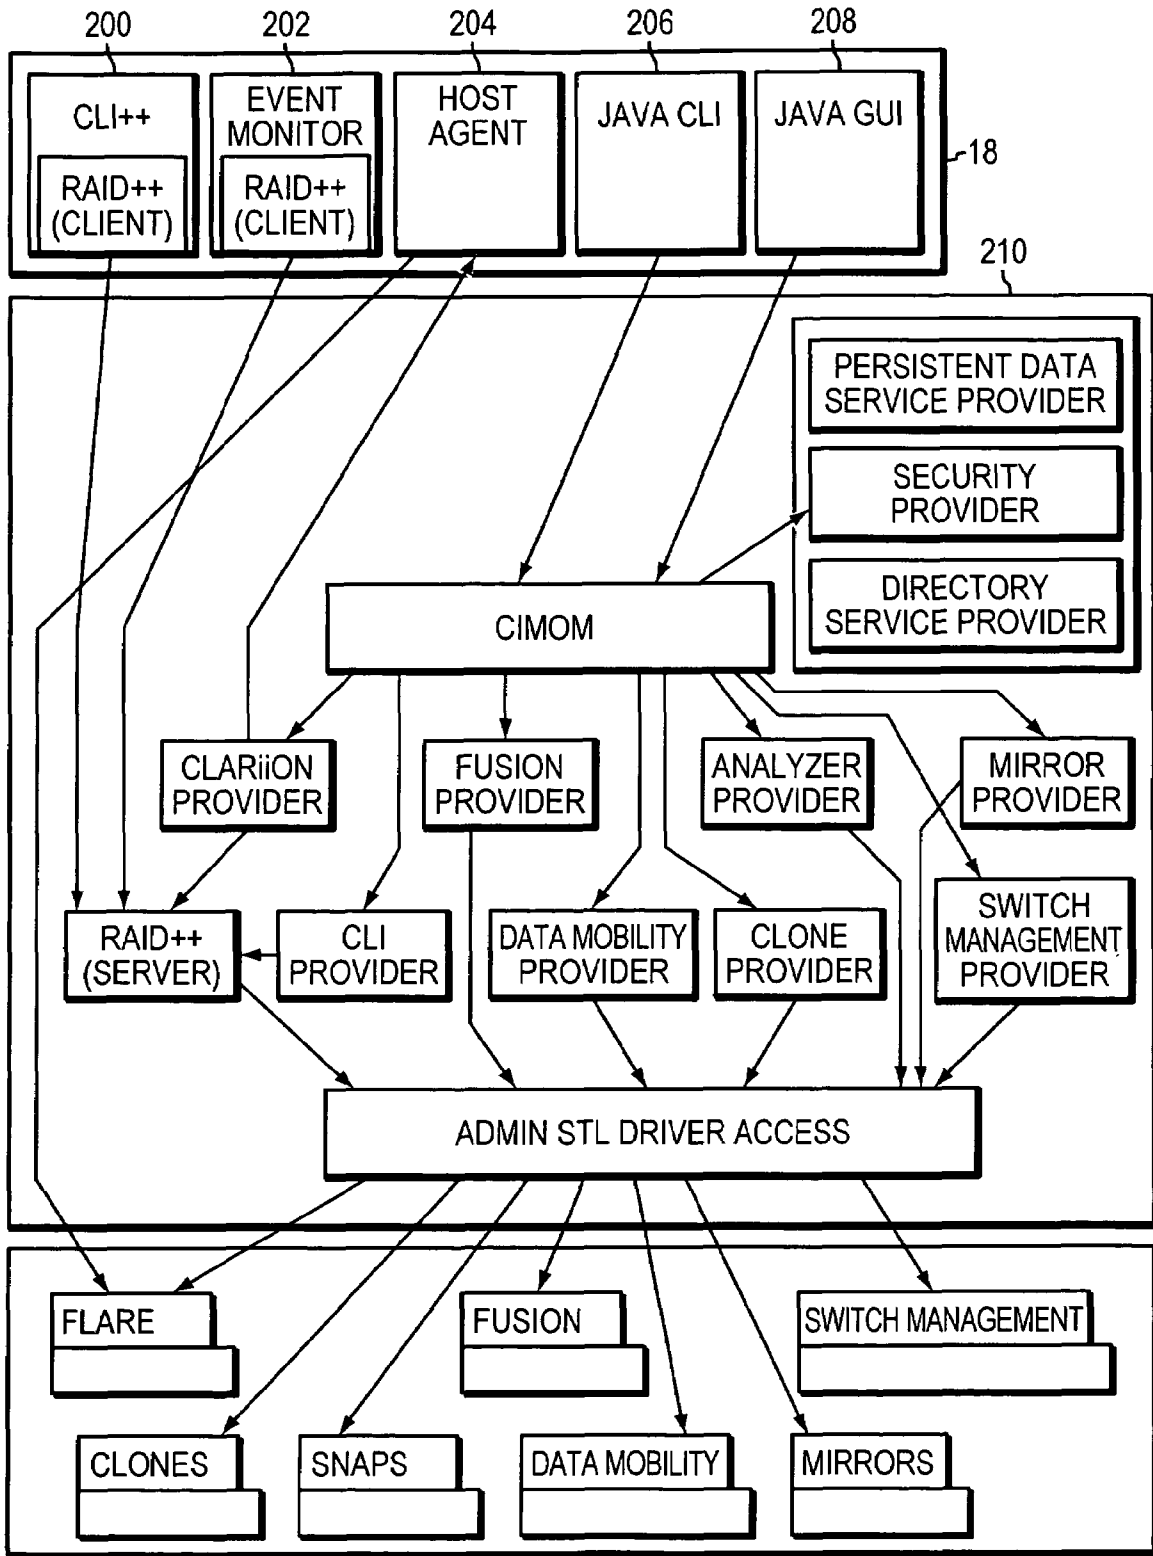 200
202
204
206
208
CLI++
RAID++
(CLIENT)
EVENT
MONITOR
RAID++
(CLIENT)
HOST
AGENT
JAVA CLI
JAVA GUI
18
210
PERSISTENT DATA
SERVICE PROVIDER
SECURITY
PROVIDER
DIRECTORY
SERVICE PROVIDER
CIMOM
CLARiiON
PROVIDER
FUSION
PROVIDER
ANALYZER
PROVIDER
MIRROR
PROVIDER
RAID++
(SERVER)
CLI
PROVIDER
DATA MOBILITY
PROVIDER
CLONE
PROVIDER
SWITCH
MANAGEMENT
PROVIDER
ADMIN STL DRIVER ACCESS
FLARE
FUSION
SWITCH MANAGEMENT
CLONES
SNAPS
DATA MOBILITY
MIRRORS